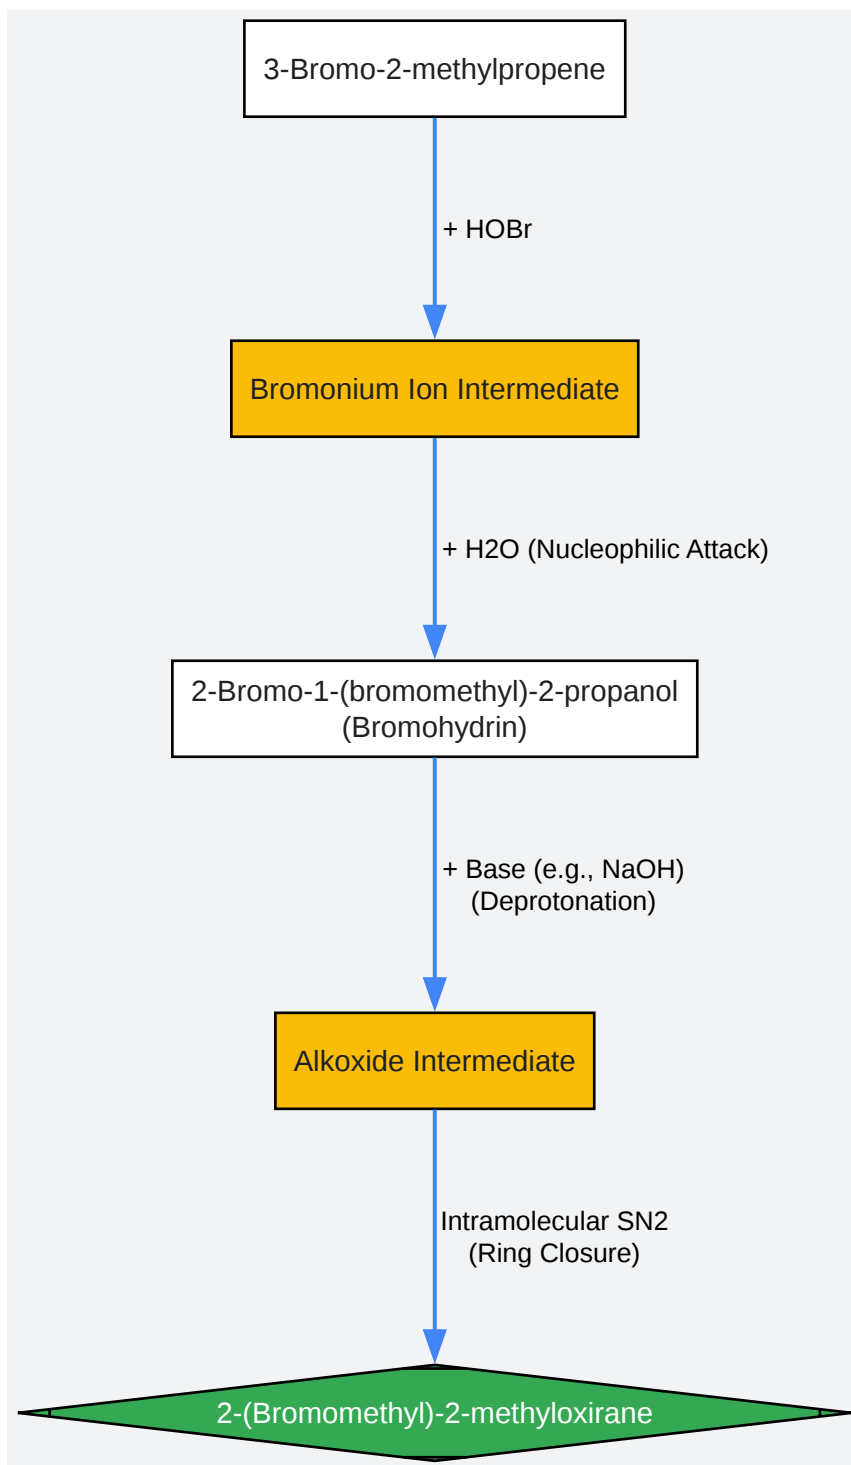 3-Bromo-2-methylpropene
+ HOBr
Bromonium Ion Intermediate
+ H2O (Nucleophilic Attack)
2-Bromo-1-(bromomethyl)-2-propanol
(Bromohydrin)
+ Base (e.g., NaOH)
(Deprotonation)
Alkoxide Intermediate
Intramolecular SN2
(Ring Closure)
2-(Bromomethyl)-2-methyloxirane